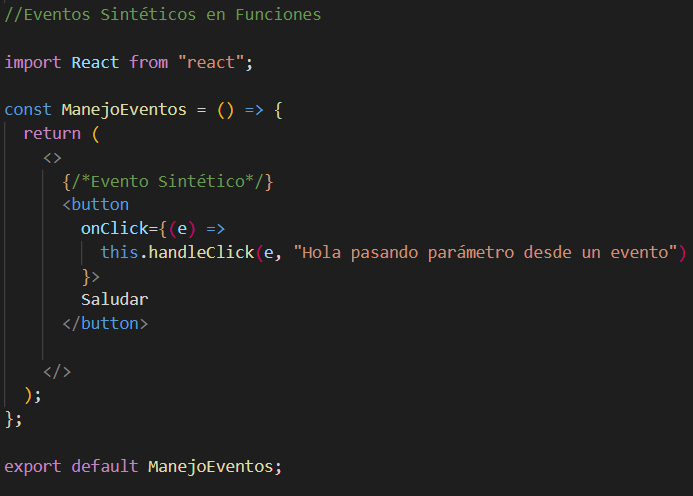 //Eventos Sintéticos en Funciones
import React from "react";
const ManejoEventos = () => {
return (
<>
{/*Evento Sintético*/}
<button
onClick={(e) =>
this.handleClick(e, "Hola pasando parámetro desde un evento")
}>
Saludar
</button>
</>
);
};
export default ManejoEventos;